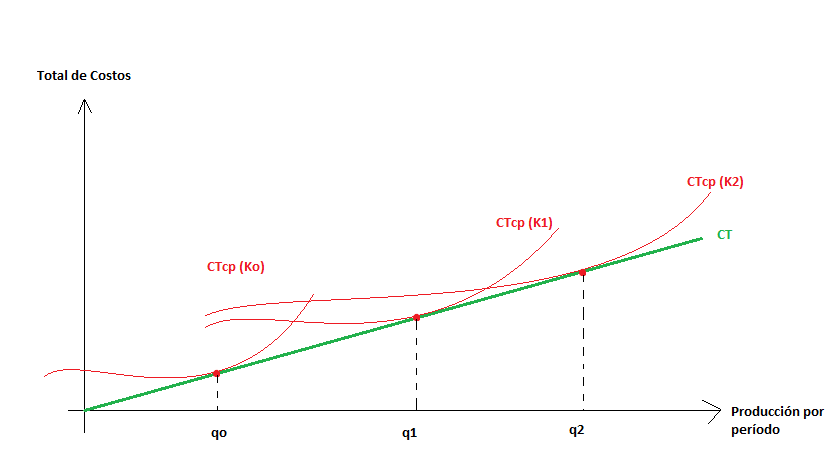 Total de Costos
CTcp (K2)
CTcp (K1)
CT
CTcp (Ko)
Producción por
período
qo
q1
q2